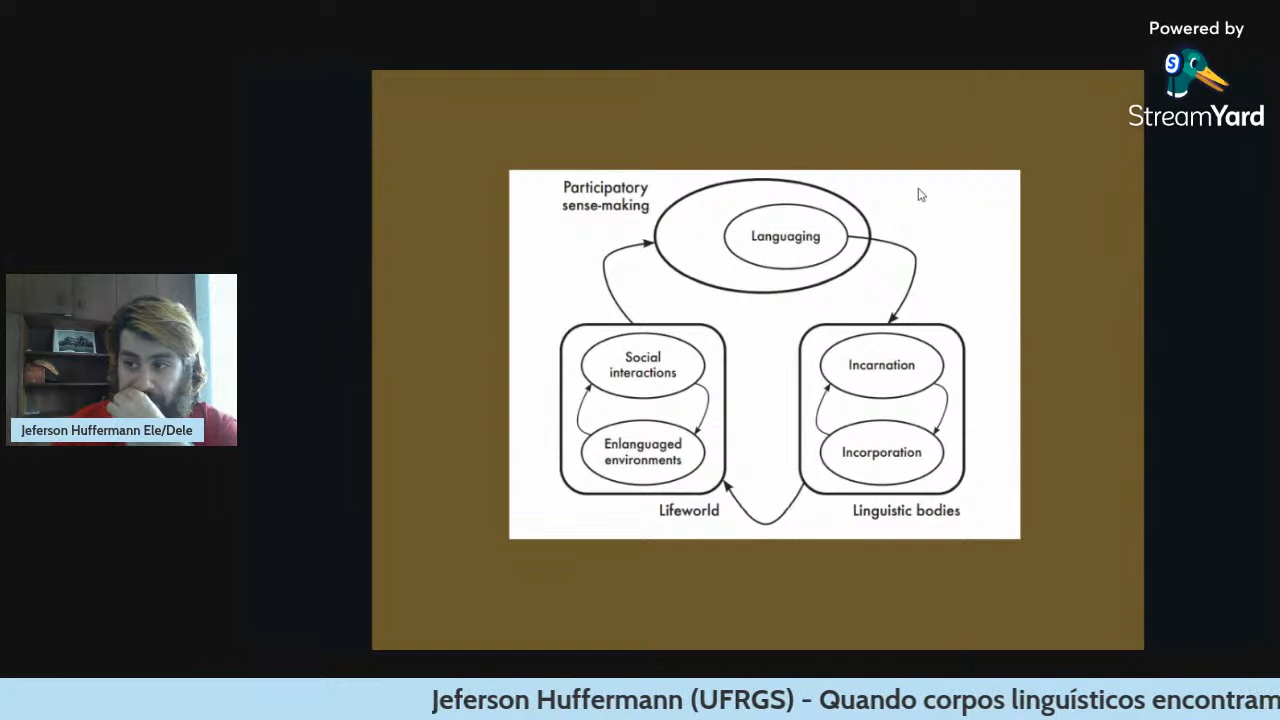 Powered by
StreamYard
Participatory
sense-making
Languaging
Social
interactions
Enlanguaged
environments
Lifeworld
Incarnation
Incorporation
Linguistic bodies
Jeferson Huffermann Ele/Dele
Jeferson Huffermann (UFRGS) - Quando corpos linguísticos encontram